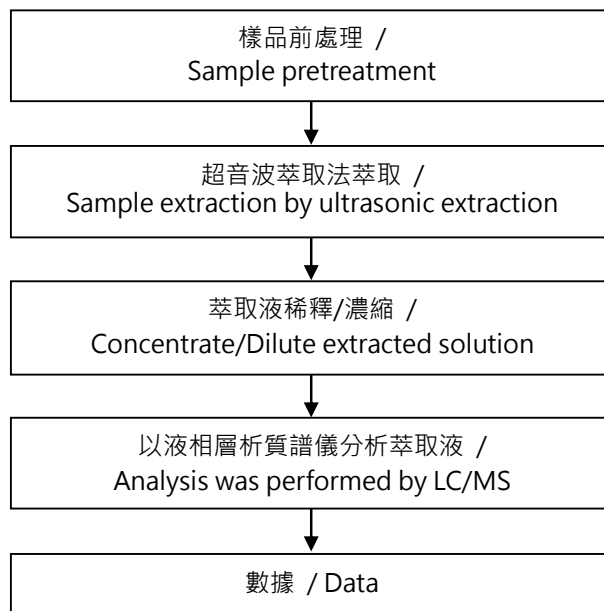 樣品前處理 /
Sample pretreatment
超音波萃取法萃取 /
Sample extraction by ultrasonic extraction
萃取液稀釋/濃縮 /
Concentrate/Dilute extracted solution
以液相層析質譜儀分析萃取液 /
Analysis was performed by LC/MS
數據 / Data